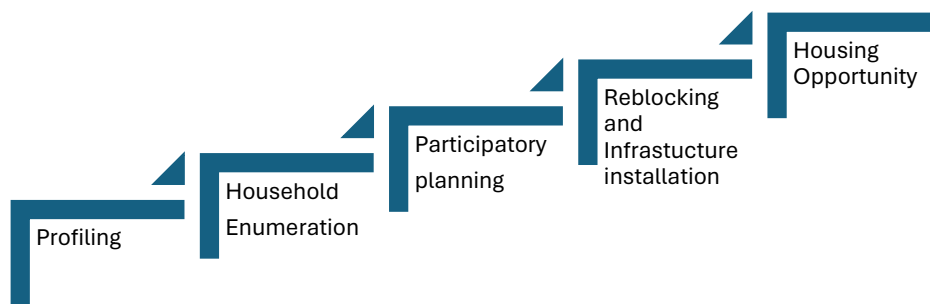 Profiling
Household
Enumeration
Participatory
planning
Reblocking
and
Infrastucture
installation
Housing
Opportunity